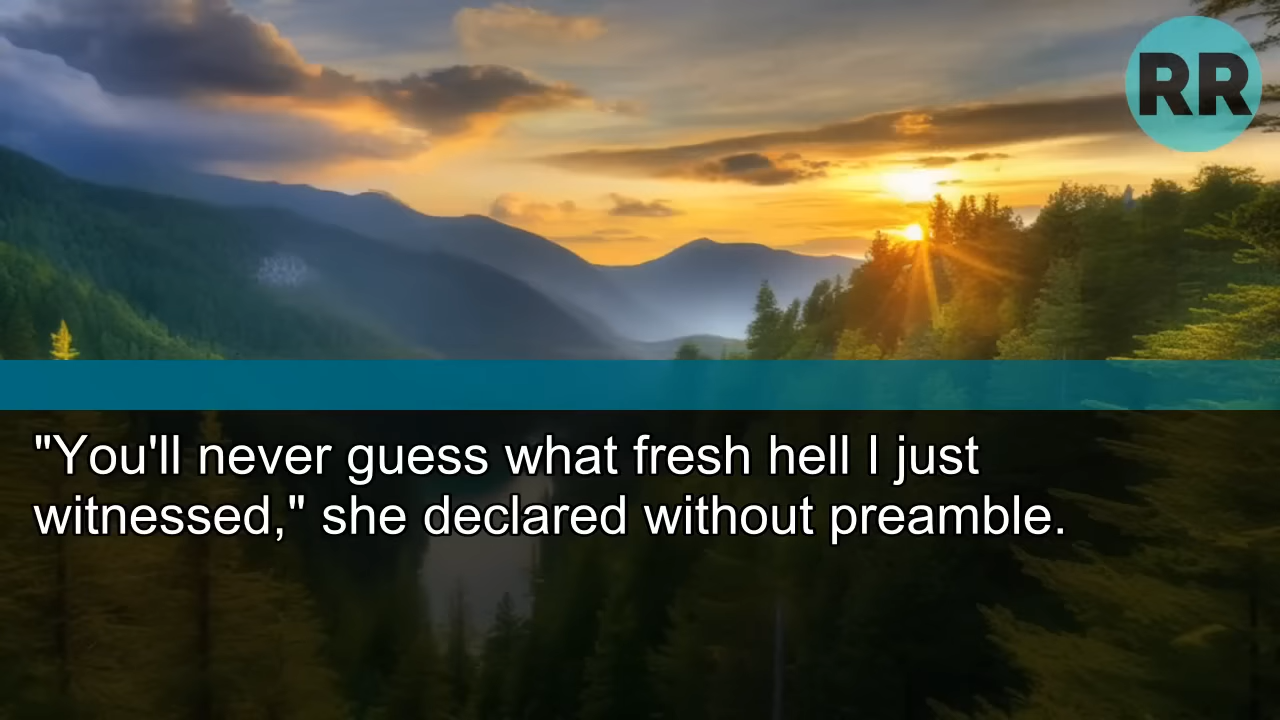 RR
"You'll never guess what fresh hell I just
witnessed," she declared without preamble.